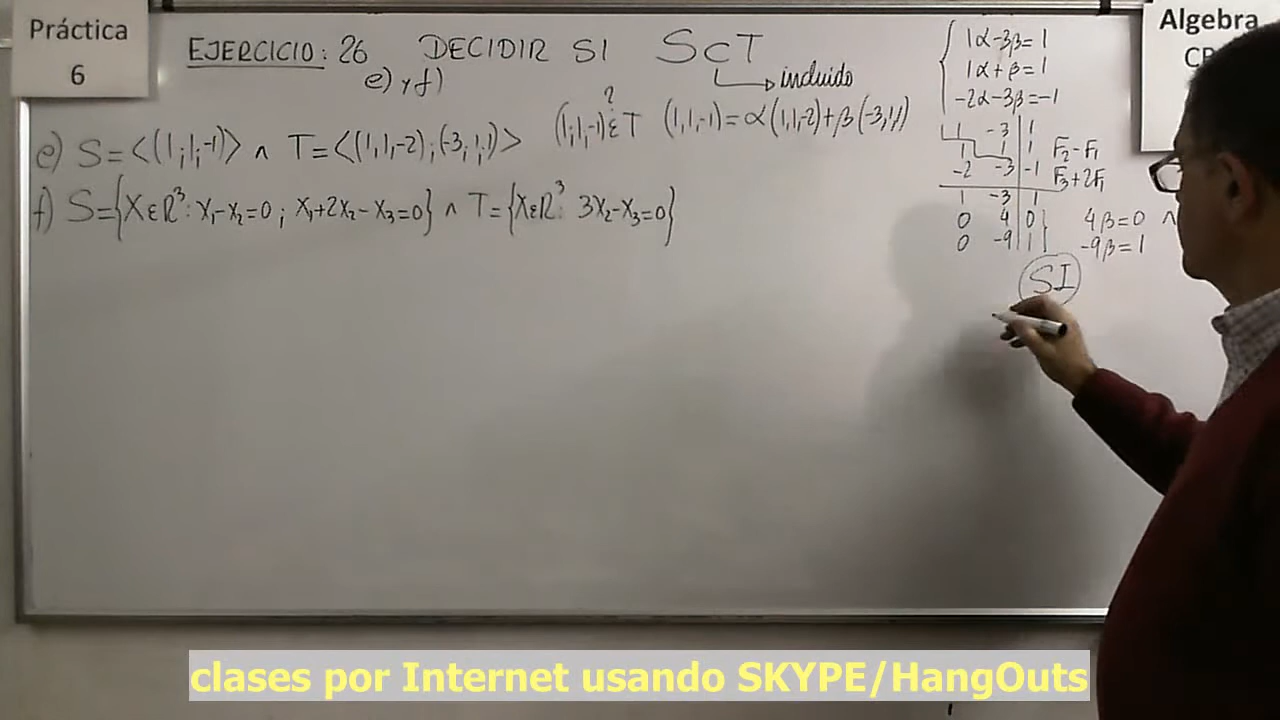 Práctica
6
Algebra
EJERCICIO: 26 DECIDIR SI S⊂T
e) y f)
incluido
e) S=<(1;1;-1)> ∧ T=<(1,1,-2);(-3,1,1)>
?
(1;1,-1) ∈ T (1,1,-1)=α(1,1,-2)+β(-3,1,1)
f) S={X∈R³: X₁-X₂=0; X₁+2X₂-X₃=0} ∧ T={X∈R³: 3X₂-X₃=0}
1α-3β=1
1α+β=1
-2α-3β=-1
1 -3 | 1
1 1 | 1 F₂-F₁
-2 -3 | -1 F₃+2F₁
1 -3 | 1
0 4 | 0 4β=0 ∧
0 -9 | 1 -9β=1
SI
clases por Internet usando SKYPE/HangOuts